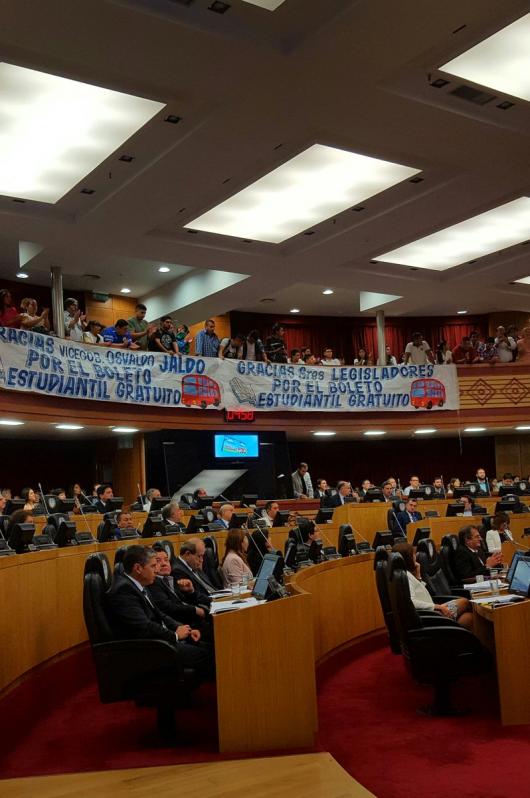 GRACIAS VICEGOB. OSVALDO JALDO
POR EL BOLETO
ESTUDIANTIL GRATUITO
GRACIAS Sres LEGISLADORES
POR EL BOLETO
ESTUDIANTIL GRATUITO